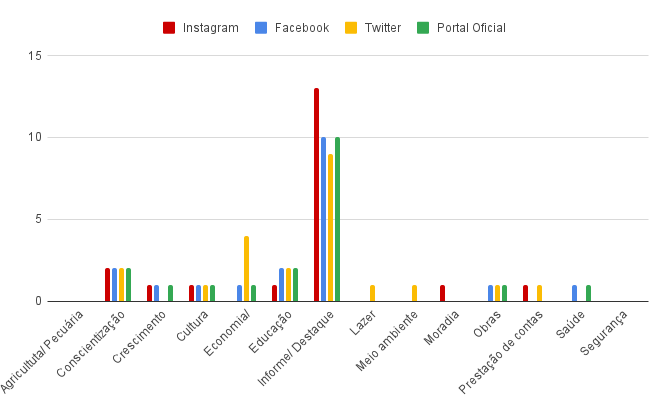 Instagram Facebook Twitter Portal Oficial
15
10
5
0
Agricultuta/ Pecuária
Conscientização
Crescimento
Cultura
Economia/
Educação
Informe/ Destaque
Lazer
Meio ambiente
Moradia
Obras
Prestação de contas
Saúde
Segurança